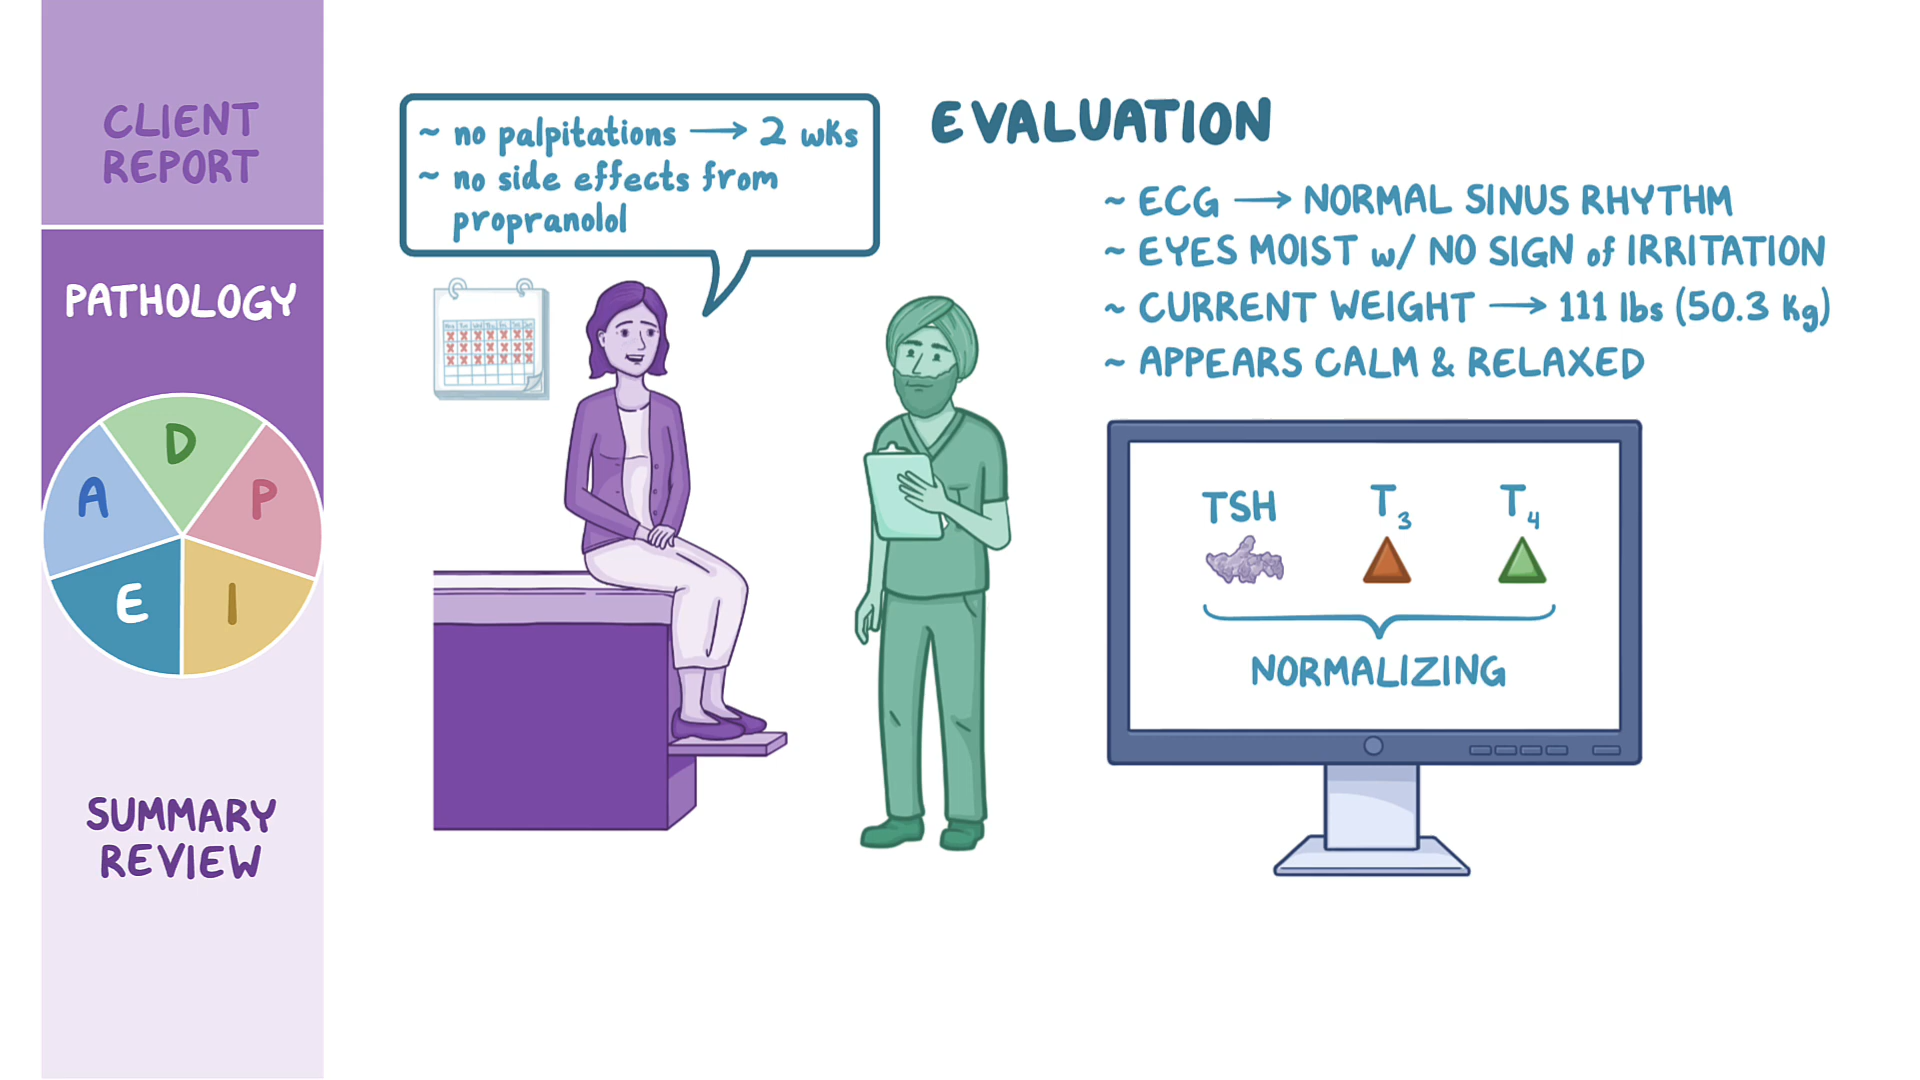 CLIENT
REPORT
PATHOLOGY
A
D
P
E
I
SUMMARY
REVIEW
~ no palpitations → 2 wks
~ no side effects from
propranolol
EVALUATION
~ ECG → NORMAL SINUS RHYTHM
~ EYES MOIST w/ NO SIGN of IRRITATION
~ CURRENT WEIGHT → 111 lbs (50.3 Kg)
~ APPEARS CALM & RELAXED
TSH
T3
T4
NORMALIZING